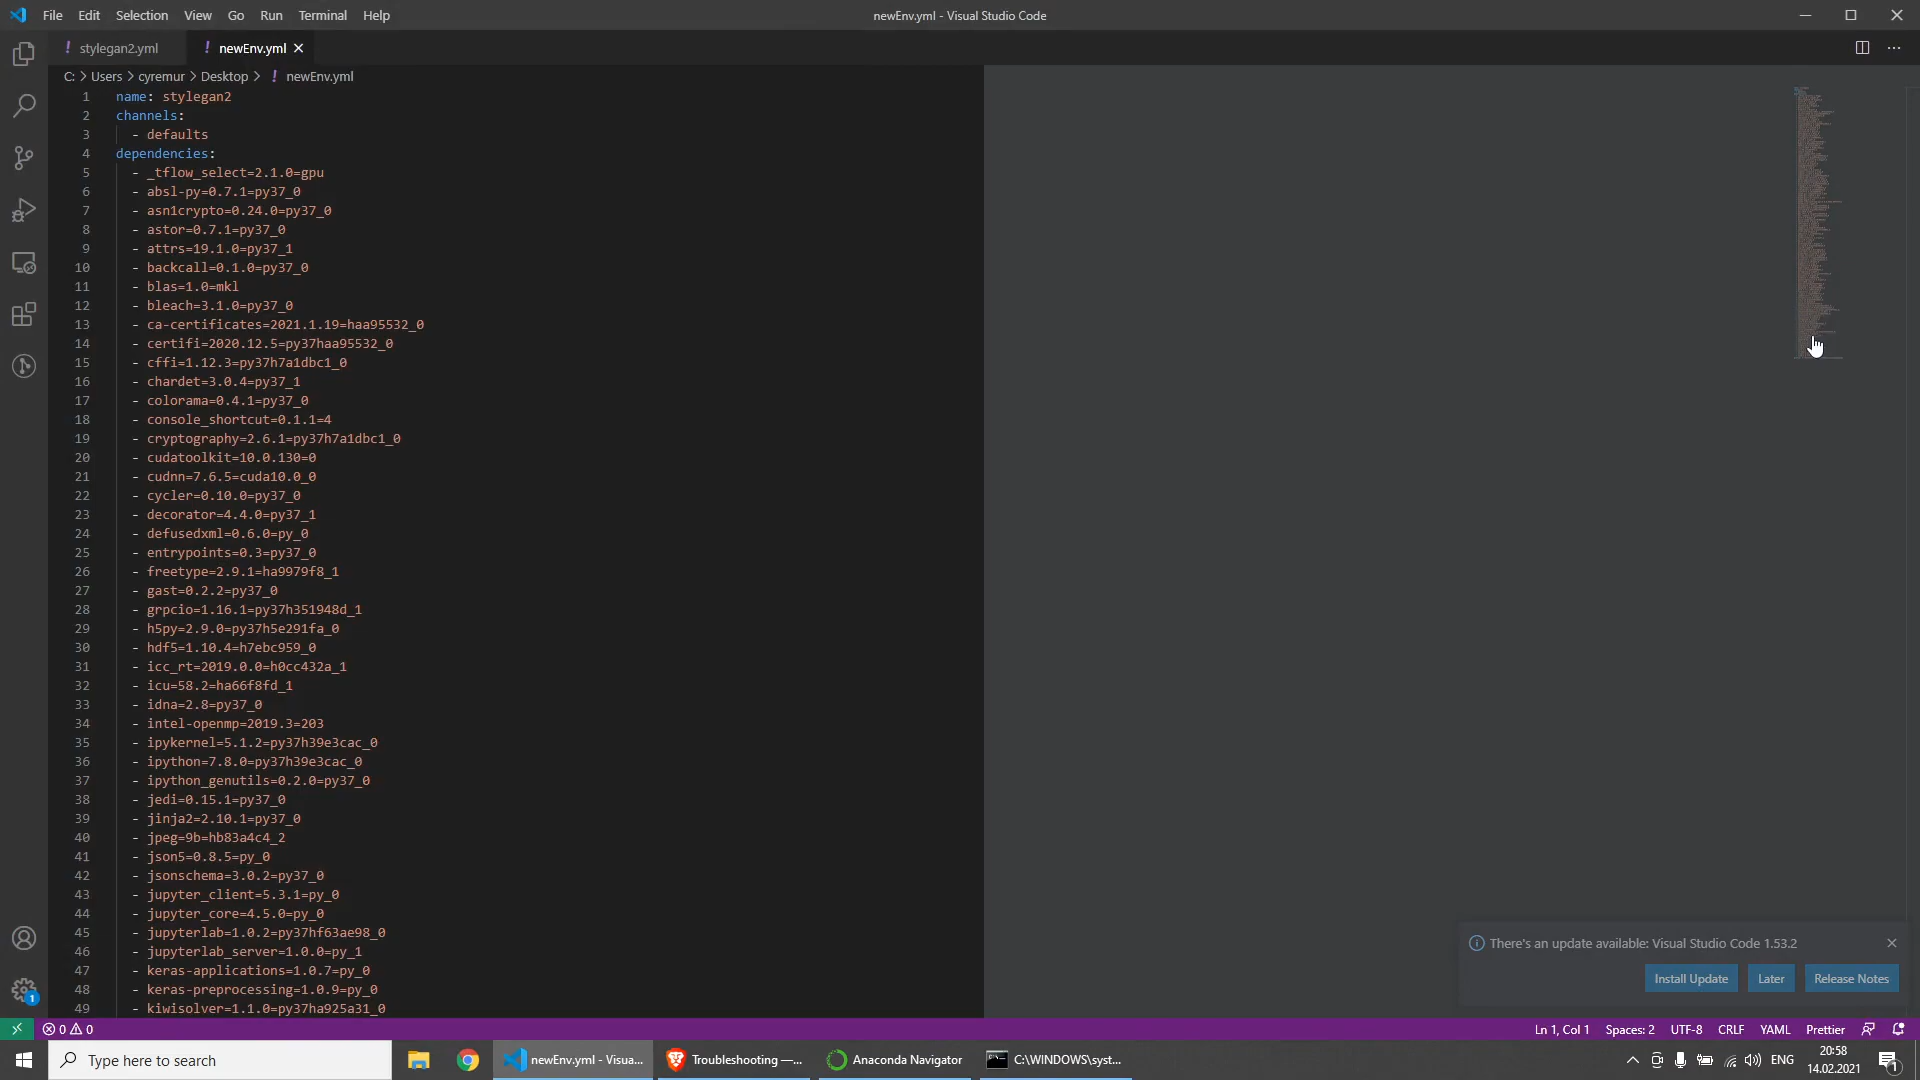 File Edit Selection View Go Run Terminal Help
newEnv.yml - Visual Studio Code
! stylegan2.yml
! newEnv.yml
C: > Users > cyremur > Desktop > ! newEnv.yml
1 name: stylegan2
2 channels:
3 - defaults
4 dependencies:
5 - _tflow_select=2.1.0=gpu
6 - absl-py=0.7.1=py37_0
7 - asn1crypto=0.24.0=py37_0
8 - astor=0.7.1=py37_0
9 - attrs=19.1.0=py37_1
10 - backcall=0.1.0=py37_0
11 - blas=1.0=mkl
12 - bleach=3.1.0=py37_0
13 - ca-certificates=2021.1.19=haa95532_0
14 - certifi=2020.12.5=py37haa95532_0
15 - cffi=1.12.3=py37h7a1dbc1_0
16 - chardet=3.0.4=py37_1
17 - colorama=0.4.1=py37_0
18 - console_shortcut=0.1.1=4
19 - cryptography=2.6.1=py37h7a1dbc1_0
20 - cudatoolkit=10.0.130=0
21 - cudnn=7.6.5=cuda10.0_0
22 - cycler=0.10.0=py37_0
23 - decorator=4.4.0=py37_1
24 - defusedxml=0.6.0=py_0
25 - entrypoints=0.3=py37_0
26 - freetype=2.9.1=ha9979f8_1
27 - gast=0.2.2=py37_0
28 - grpcio=1.16.1=py37h351948d_1
29 - h5py=2.9.0=py37h5e291fa_0
30 - hdf5=1.10.4=h7ebc959_0
31 - icc_rt=2019.0.0=h0cc432a_1
32 - icu=58.2=ha66f8fd_1
33 - idna=2.8=py37_0
34 - intel-openmp=2019.3=203
35 - ipykernel=5.1.2=py37h39e3cac_0
36 - ipython=7.8.0=py37h39e3cac_0
37 - ipython_genutils=0.2.0=py37_0
38 - jedi=0.15.1=py37_0
39 - jinja2=2.10.1=py37_0
40 - jpeg=9b=hb83a4c4_2
41 - json5=0.8.5=py_0
42 - jsonschema=3.0.2=py37_0
43 - jupyter_client=5.3.1=py_0
44 - jupyter_core=4.5.0=py_0
45 - jupyterlab=1.0.2=py37hf63ae98_0
46 - jupyterlab_server=1.0.0=py_1
47 - keras-applications=1.0.7=py_0
48 - keras-preprocessing=1.0.9=py_0
49 - kiwisolver=1.1.0=py37ha925a31_0
There's an update available: Visual Studio Code 1.53.2
Install Update
Later
Release Notes
1
0 0
Ln 1, Col 1 Spaces: 2 UTF-8 CRLF YAML Prettier
Type here to search
newEnv.yml - Visua...
Troubleshooting —...
Anaconda Navigator
C:\WINDOWS\syst...
ENG
20:58
14.02.2021
1